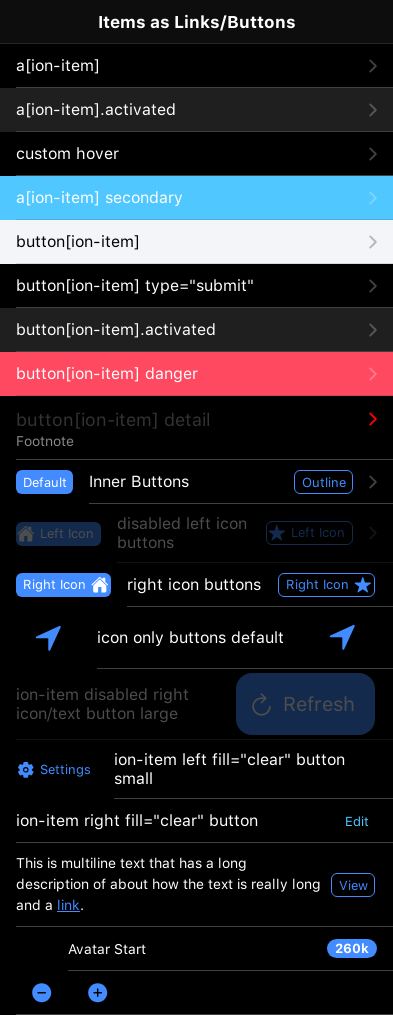 Items as Links/Buttons
a[ion-item]
a[ion-item].activated
custom hover
a[ion-item] secondary
button[ion-item]
button[ion-item] type="submit"
button[ion-item].activated
button[ion-item] danger
button[ion-item] detail
Footnote
Default Inner Buttons Outline
Left Icon disabled left icon Left Icon
buttons
Right Icon right icon buttons Right Icon
icon only buttons default
ion-item disabled right
icon/text button large Refresh
Settings ion-item left fill="clear" button
small
ion-item right fill="clear" button Edit
This is multiline text that has a long
description of about how the text is really long View
and a link.
Avatar Start 260k